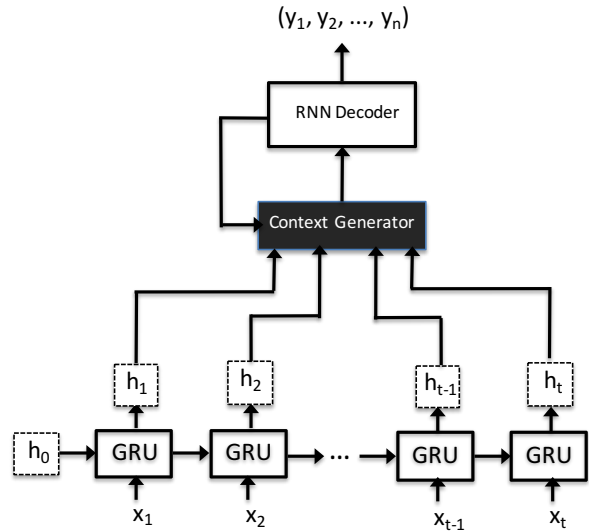 (y1, y2, ..., yn)
RNN Decoder
Context Generator
h1
h2
ht-1
ht
h0
GRU
GRU
...
GRU
GRU
x1
x2
xt-1
xt